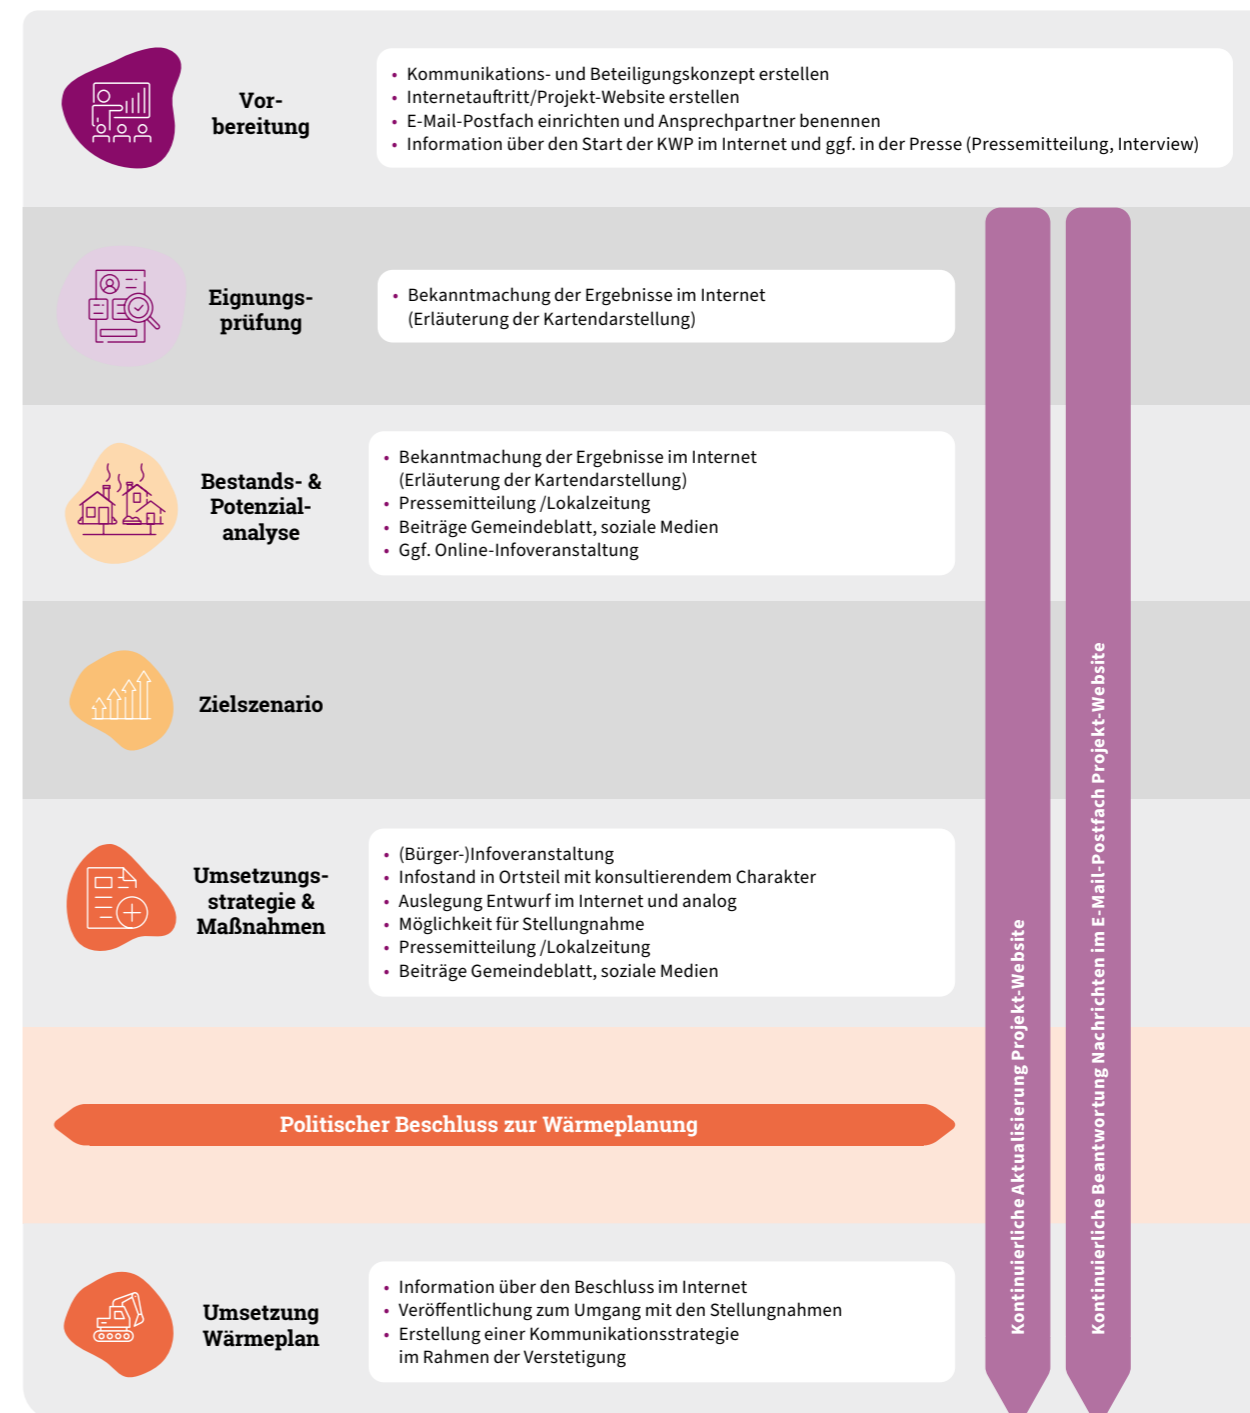 Vor-
bereitung
• Kommunikations- und Beteiligungskonzept erstellen
• Internetauftritt/Projekt-Website erstellen
• E-Mail-Postfach einrichten und Ansprechpartner benennen
• Information über den Start der KWP im Internet und ggf. in der Presse (Pressemitteilung, Interview)
Eignungs-
prüfung
• Bekanntmachung der Ergebnisse im Internet
(Erläuterung der Kartendarstellung)
Bestands- &
Potenzial-
analyse
• Bekanntmachung der Ergebnisse im Internet
(Erläuterung der Kartendarstellung)
• Pressemitteilung /Lokalzeitung
• Beiträge Gemeindeblatt, soziale Medien
• Ggf. Online-Infoveranstaltung
Zielszenario
Umsetzungs-
strategie &
Maßnahmen
• (Bürger-)Infoveranstaltung
• Infostand in Ortsteil mit konsultierendem Charakter
• Auslegung Entwurf im Internet und analog
• Möglichkeit für Stellungnahme
• Pressemitteilung /Lokalzeitung
• Beiträge Gemeindeblatt, soziale Medien
Politischer Beschluss zur Wärmeplanung
Umsetzung
Wärmeplan
• Information über den Beschluss im Internet
• Veröffentlichung zum Umgang mit den Stellungnahmen
• Erstellung einer Kommunikationsstrategie
im Rahmen der Verstetigung
Kontinuierliche Aktualisierung Projekt-Website
Kontinuierliche Beantwortung Nachrichten im E-Mail-Postfach Projekt-Website